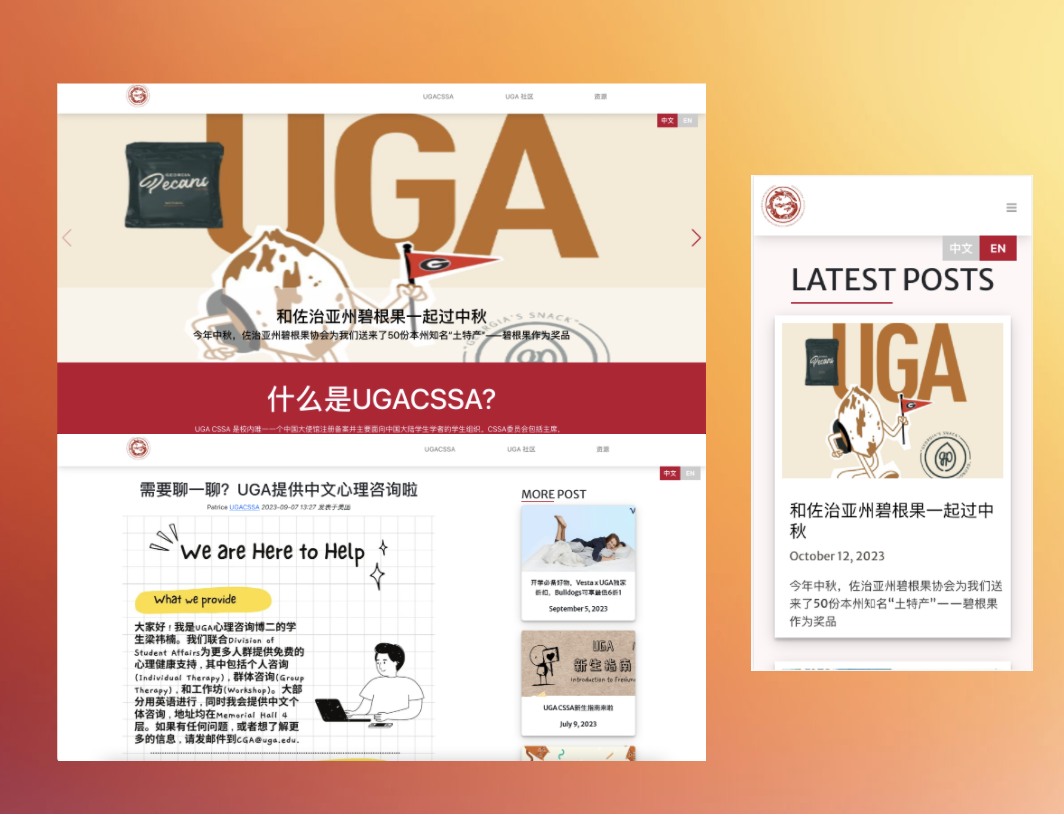 UGACSSA
UGA 社区
资源
中文
EN
UGA
GEORGIA
Pecans
G
GEORGIA'S SNACK
gp
和佐治亚州碧根果一起过中秋
今年中秋，佐治亚州碧根果协会为我们送来了50份本州知名“土特产”——碧根果作为奖品
什么是UGACSSA?
UGA CSSA 是校内唯一一个中国大使馆注册备案并主要面向中国大陆学生学者的学生组织。CSSA委员会包括主席、
UGACSSA
UGA 社区
资源
中文
EN
需要聊一聊？UGA提供中文心理咨询啦
Patrice UGACSSA 2023-09-07 13:27 发表于美国
We are Here to Help
What we provide
大家好！我是UGA心理咨询博二的学
生梁祎楠。我们联合Division of
Student Affairs为更多人群提供免费的
心理健康支持，其中包括个人咨询
(Individual Therapy)，群体咨询(Group
Therapy)，和工作坊(Workshop)。大部
分用英语进行，同时我会提供中文个
体咨询，地址均在Memorial Hall 4
层。如果有任何问题，或者想了解更
多的信息，请发邮件到CGA@uga.edu.
MORE POST
开学必备好物，Vesta x UGA独家
折扣，Bulldogs可享最低6折！
September 5, 2023
UGA
新生指南
Introduction to Freshm
UGACSSA新生指南来啦
July 9, 2023
中文
EN
LATEST POSTS
UGA
Pecans
G
GEORGIA'S SNACK
gp
和佐治亚州碧根果一起过中
秋
October 12, 2023
今年中秋，佐治亚州碧根果协会为我们送
来了50份本州知名“土特产”——碧根果
作为奖品